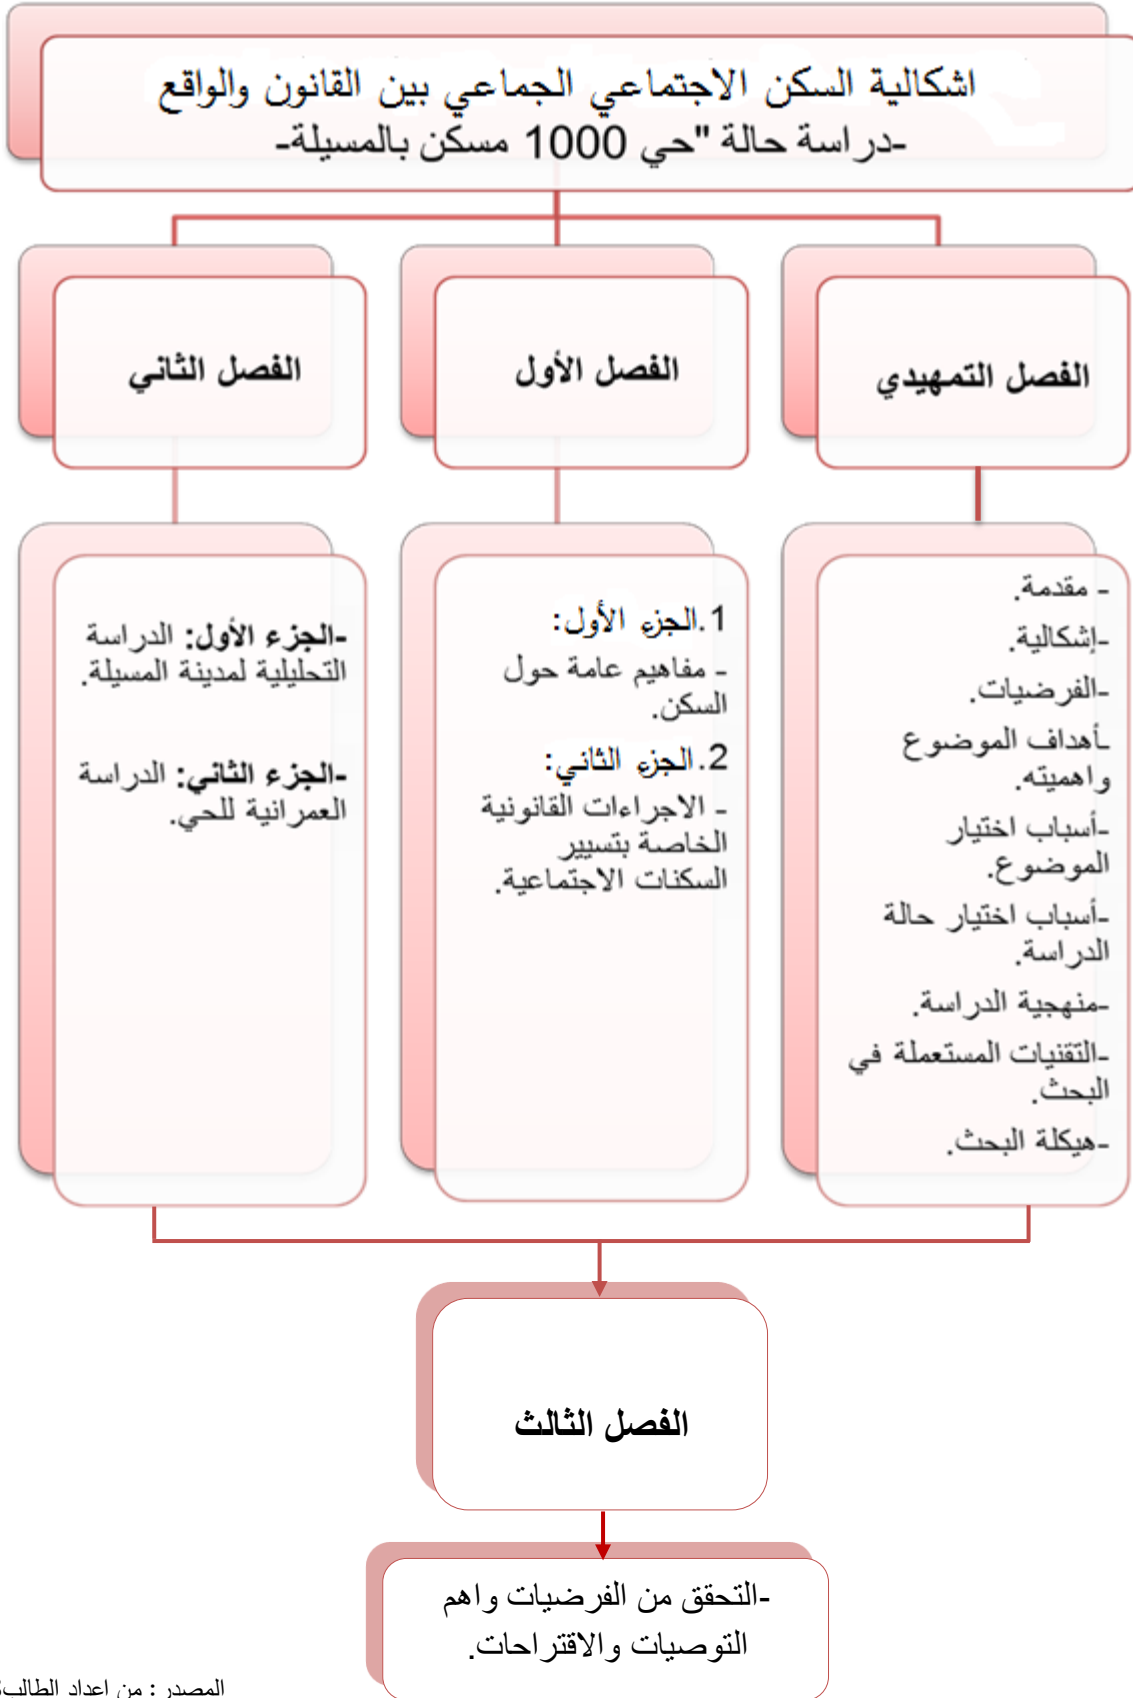 اشكالية السكن الاجتماعي الجماعي بين القانون والواقع
-دراسة حالة "حي 1000 مسكن بالمسيلة-
الفصل التمهيدي
- مقدمة.
-إشكالية.
-الفرضيات.
-أهداف الموضوع
واهميته.
-أسباب اختيار
الموضوع.
-أسباب اختيار حالة
الدراسة.
-منهجية الدراسة.
-التقنيات المستعملة في
البحث.
-هيكلة البحث.
الفصل الأول
1.الجزء الأول:
- مفاهيم عامة حول
السكن.
2.الجزء الثاني:
- الاجراءات القانونية
الخاصة بتسيير
السكنات الاجتماعية.
الفصل الثاني
-الجزء الأول: الدراسة
التحليلية لمدينة المسيلة.
-الجزء الثاني: الدراسة
العمرانية للحي.
الفصل الثالث
-التحقق من الفرضيات واهم
التوصيات والاقتراحات.
المصدر : من اعداد